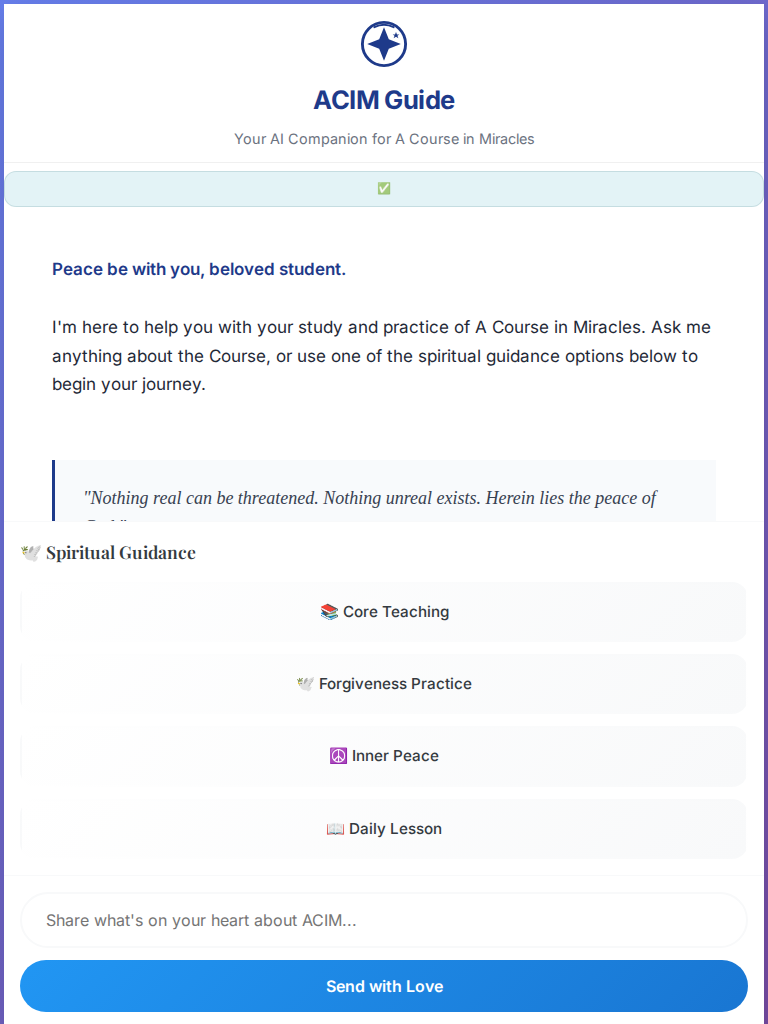 ACIM Guide
Your AI Companion for A Course in Miracles
✅
Peace be with you, beloved student.
I'm here to help you with your study and practice of A Course in Miracles. Ask me
anything about the Course, or use one of the spiritual guidance options below to
begin your journey.
"Nothing real can be threatened. Nothing unreal exists. Herein lies the peace of
🕊️ Spiritual Guidance
📚 Core Teaching
🕊️ Forgiveness Practice
☮️ Inner Peace
📖 Daily Lesson
Share what's on your heart about ACIM...
Send with Love